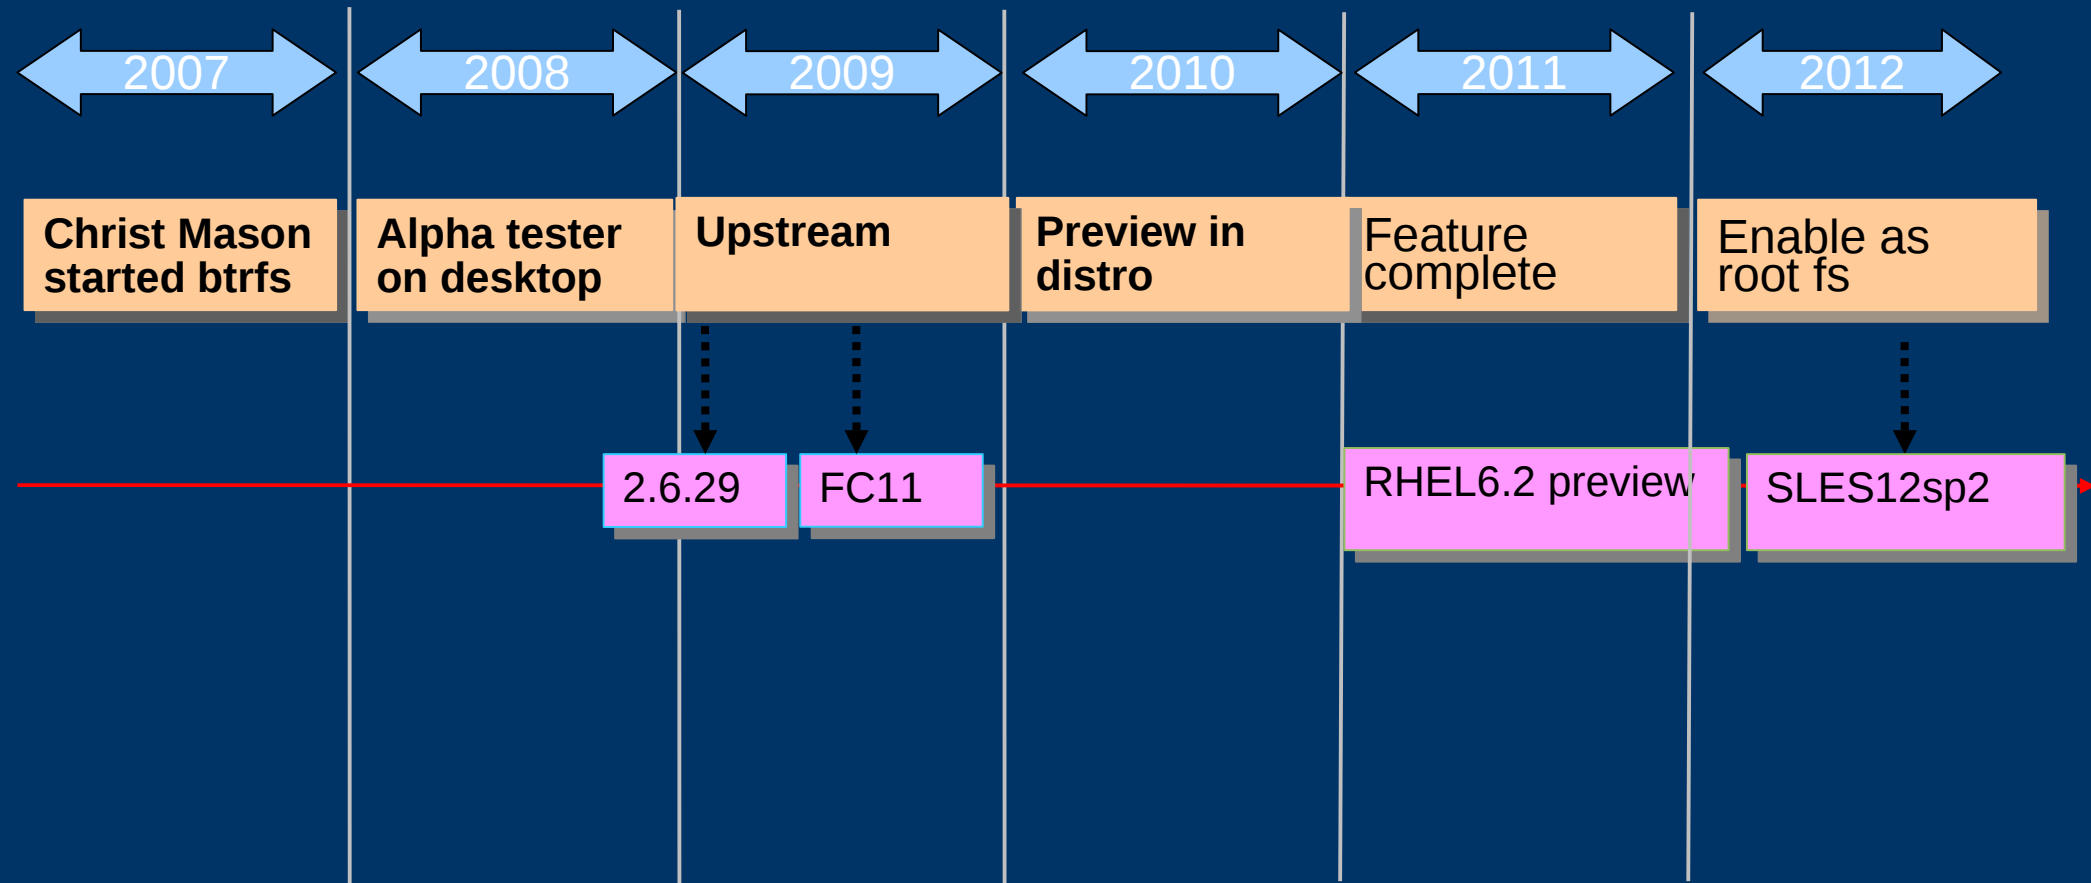 2007
2008
2009
2010
2011
2012
Christ Mason
started btrfs
Alpha tester
on desktop
Upstream
Preview in
distro
Feature
complete
Enable as
root fs
2.6.29
FC11
RHEL6.2 preview
SLES12sp2